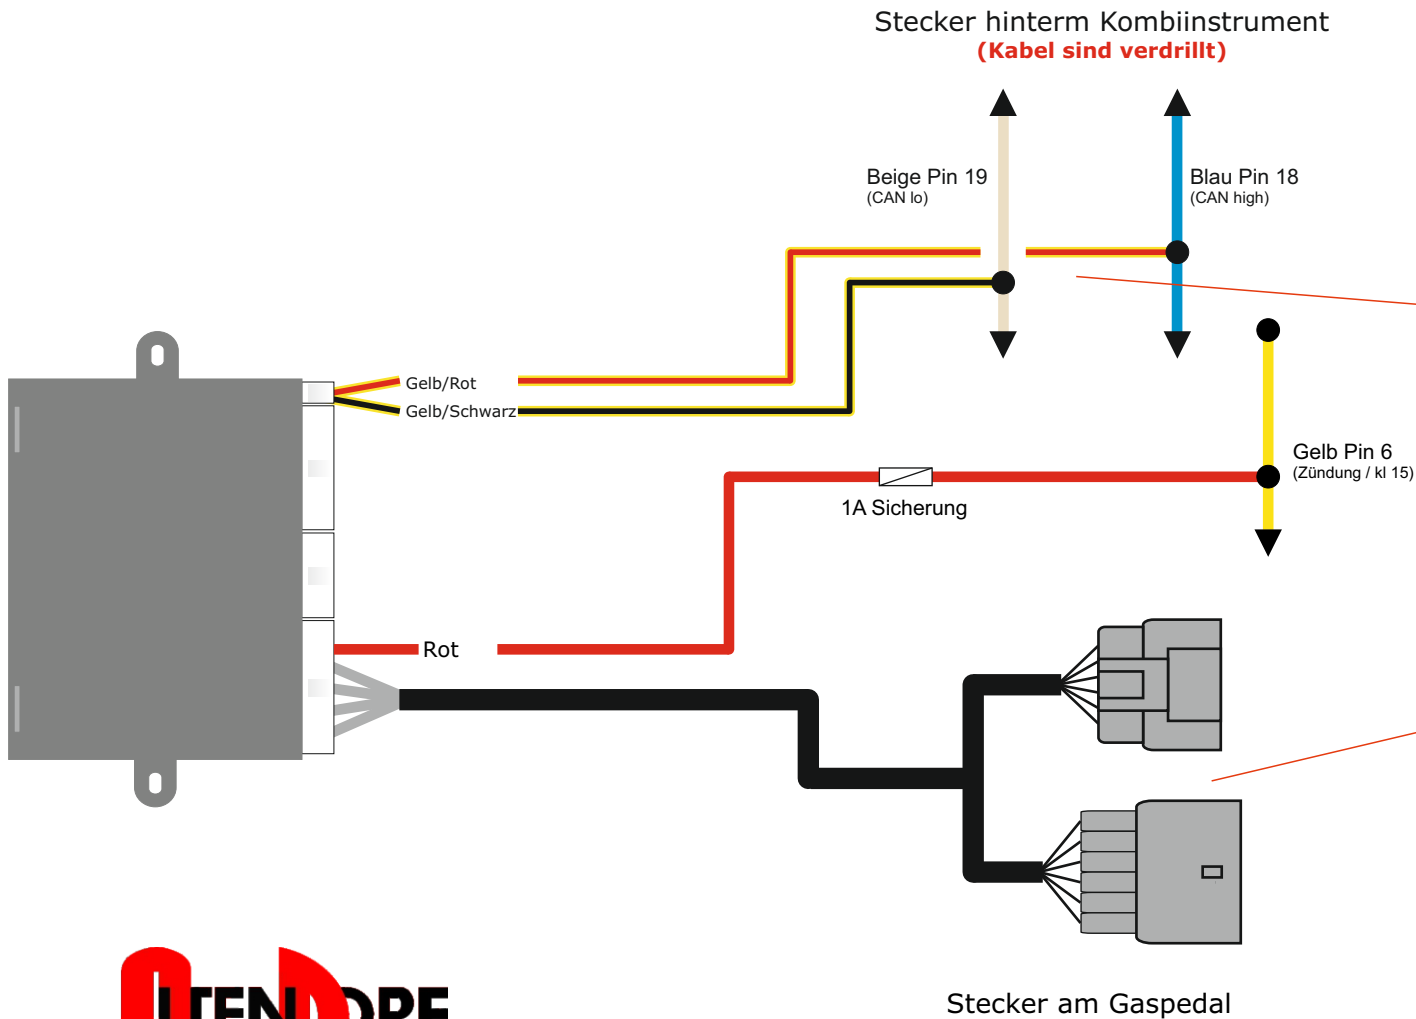 Stecker hinterm Kombiinstrument
(Kabel sind verdrillt)
Beige Pin 19
(CAN lo)
Blau Pin 18
(CAN high)
Gelb/Rot
Gelb/Schwarz
Gelb Pin 6
(Zündung / kl 15)
1A Sicherung
Rot
Stecker am Gaspedal